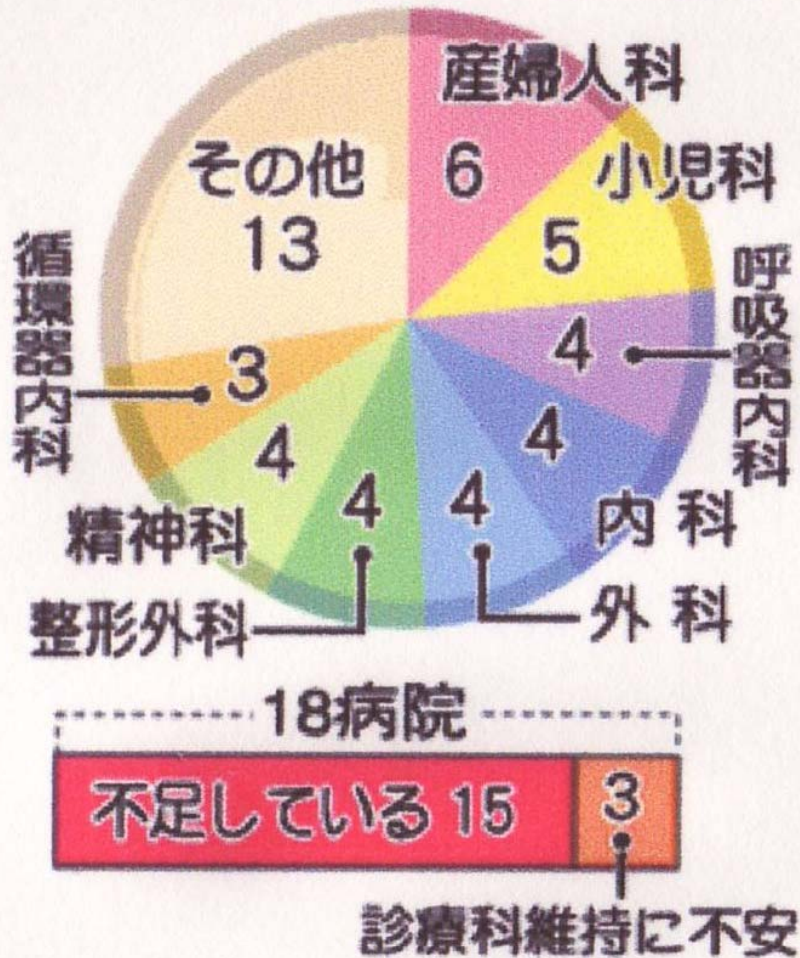 産婦人科
6
小児科
5
呼吸器内科
4
内科
4
外科
4
整形外科
4
精神科
4
循環器内科
3
その他
13
18病院
不足している 15
3
診療科維持に不安